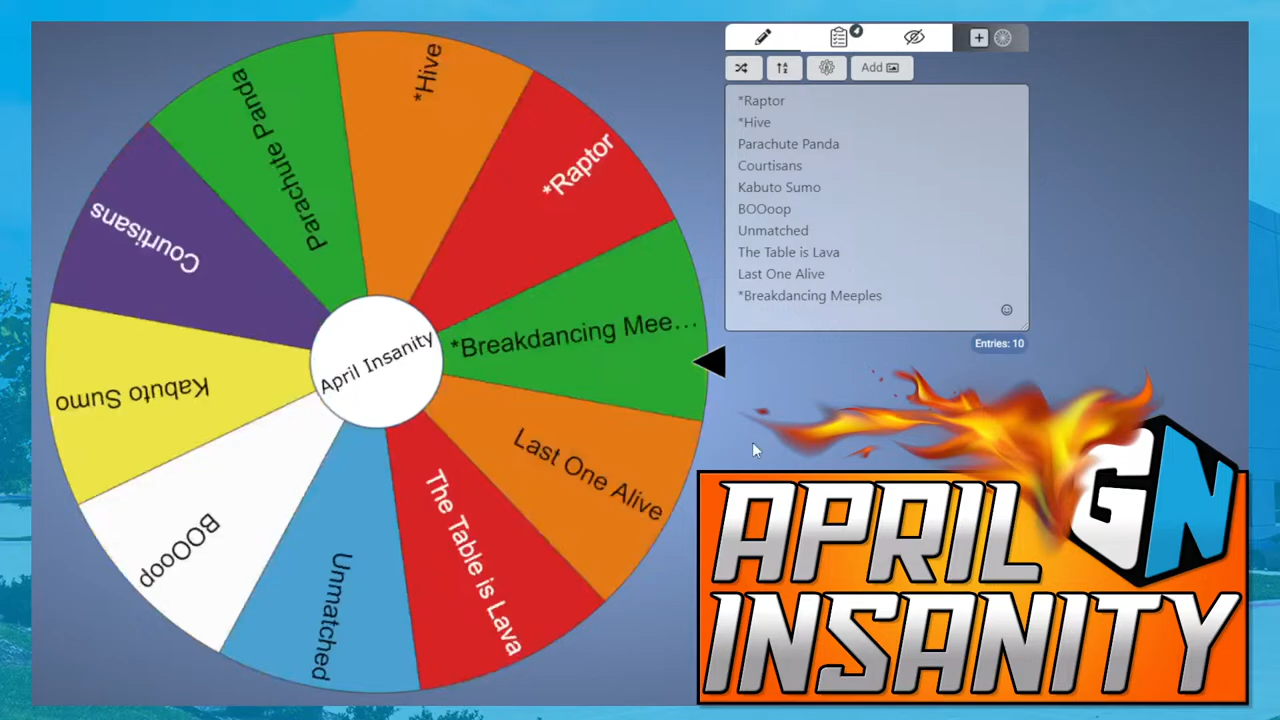 *Hive
*Raptor
Parachute Panda
Courtisans
*Breakdancing Mee...
April Insanity
Kabuto Sumo
Last One Alive
BOOoop
Unmatched
The Table is Lava
4
Add
*Raptor
*Hive
Parachute Panda
Courtisans
Kabuto Sumo
BOOoop
Unmatched
The Table is Lava
Last One Alive
*Breakdancing Meeples
Entries: 10
GN
APRIL
INSANITY